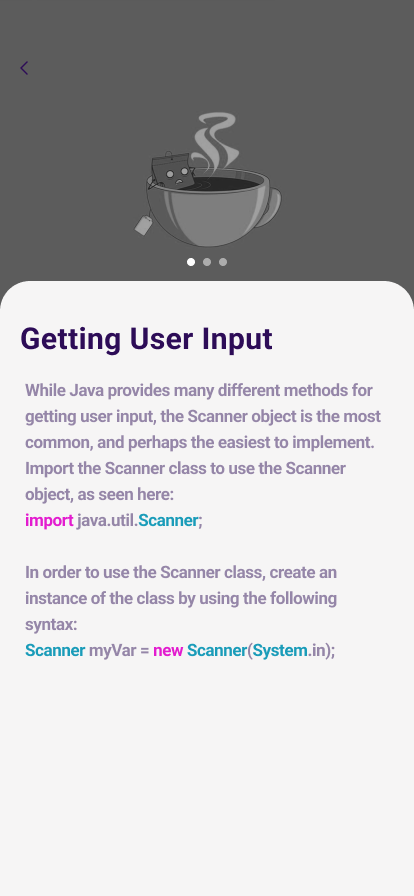 Getting User Input
While Java provides many different methods for
getting user input, the Scanner object is the most
common, and perhaps the easiest to implement.
Import the Scanner class to use the Scanner
object, as seen here:
import java.util.Scanner;
In order to use the Scanner class, create an
instance of the class by using the following
syntax:
Scanner myVar = new Scanner(System.in);